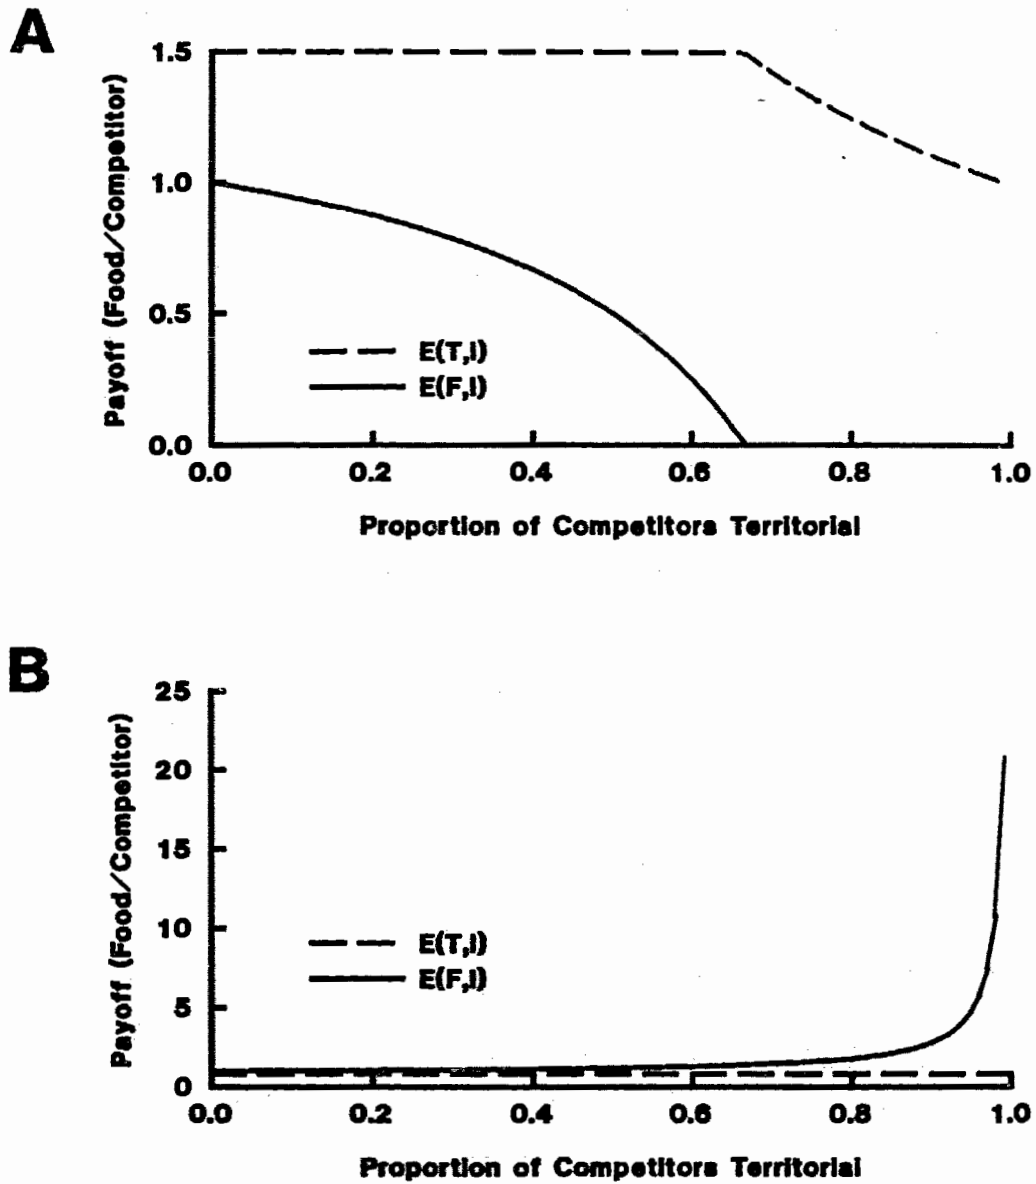 A
Payoff (Food/Competitor)
1.5
1.0
0.5
0.0
E(T,I)
E(F,I)
0.0 0.2 0.4 0.6 0.8 1.0
Proportion of Competitors Territorial
B
Payoff (Food/Competitor)
25
20
15
10
5
0
E(T,I)
E(F,I)
0.0 0.2 0.4 0.6 0.8 1.0
Proportion of Competitors Territorial